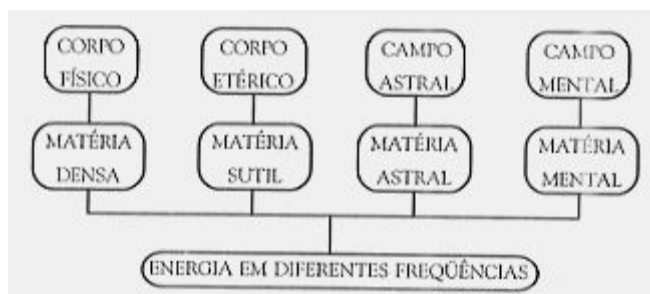 CORPO
FÍSICO
CORPO
ETÉRICO
CAMPO
ASTRAL
CAMPO
MENTAL
MATÉRIA
DENSA
MATÉRIA
SUTIL
MATÉRIA
ASTRAL
MATÉRIA
MENTAL
ENERGIA EM DIFERENTES FREQÜÊNCIAS